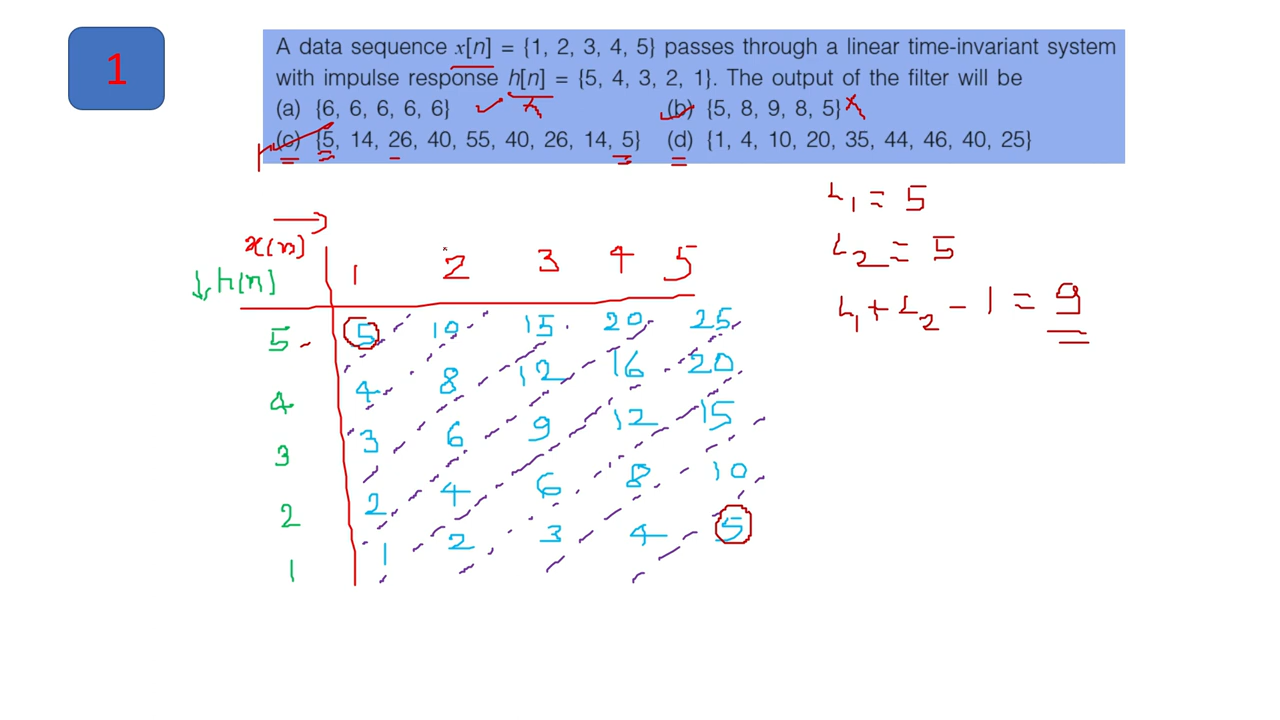 1
A data sequence x[n] = {1, 2, 3, 4, 5} passes through a linear time-invariant system
with impulse response h[n] = {5, 4, 3, 2, 1}. The output of the filter will be
(a) {6, 6, 6, 6, 6} (b) {5, 8, 9, 8, 5}
(c) {5, 14, 26, 40, 55, 40, 26, 14, 5} (d) {1, 4, 10, 20, 35, 44, 46, 40, 25}
L1 = 5
L2 = 5
L1 + L2 - 1 = 9
x(n) 1 2 3 4 5
h[n]
5 5 10 15 20 25
4 4 8 12 16 20
3 3 6 9 12 15
2 2 4 6 8 10
1 1 2 3 4 5